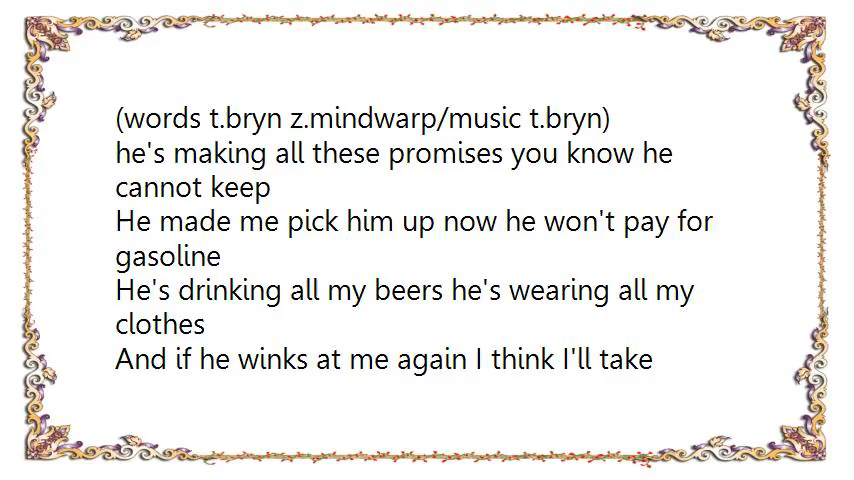 (words t.bryn z.mindwarp/music t.bryn)
he's making all these promises you know he
cannot keep
He made me pick him up now he won't pay for
gasoline
He's drinking all my beers he's wearing all my
clothes
And if he winks at me again I think I'll take